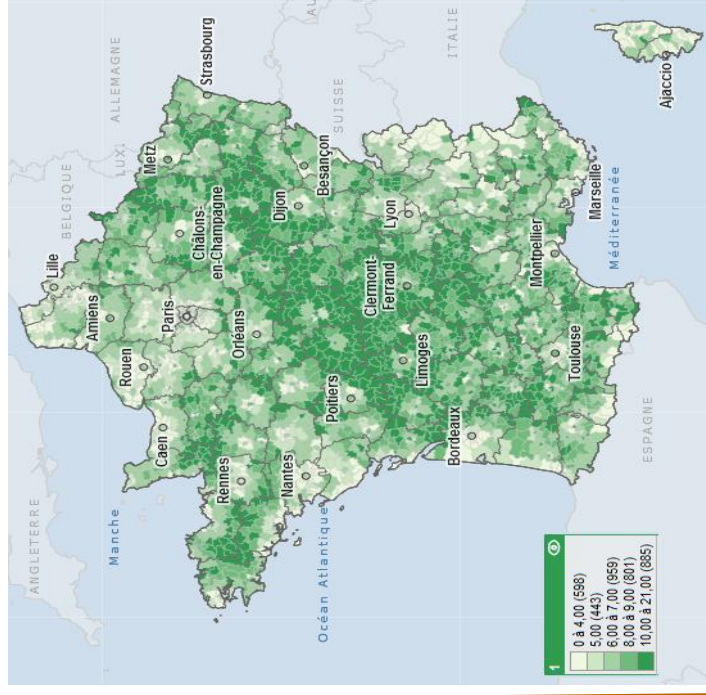 ANGLETERRE
BELGIQUE
LUX.
ALLEMAGNE
AU
SUISSE
ITALIE
ESPAGNE
Manche
Océan Atlantique
Méditerranée
Lille
Amiens
Rouen
Caen
Paris
Metz
Strasbourg
Châlons-
en-Champagne
Rennes
Orléans
Nantes
Dijon
Besançon
Poitiers
Limoges
Clermont-
Ferrand
Lyon
Bordeaux
Toulouse
Montpellier
Marseille
Ajaccio
1
0 à 4,00 (598)
5,00 (443)
6,00 à 7,00 (959)
8,00 à 9,00 (801)
10,00 à 21,00 (885)